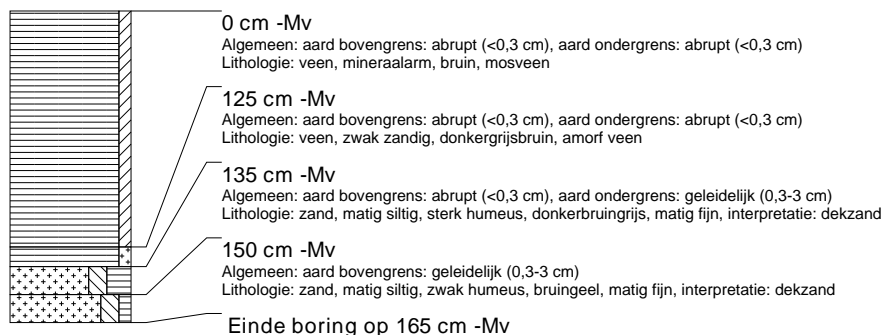 0 cm -Mv
Algemeen: aard bovengrens: abrupt (<0,3 cm), aard ondergrens: abrupt (<0,3 cm)
Lithologie: veen, mineraalarm, bruin, mosveen
125 cm -Mv
Algemeen: aard bovengrens: abrupt (<0,3 cm), aard ondergrens: abrupt (<0,3 cm)
Lithologie: veen, zwak zandig, donkergrijsbruin, amorf veen
135 cm -Mv
Algemeen: aard bovengrens: abrupt (<0,3 cm), aard ondergrens: geleidelijk (0,3-3 cm)
Lithologie: zand, matig siltig, sterk humeus, donkerbruingrijs, matig fijn, interpretatie: dekzand
150 cm -Mv
Algemeen: aard bovengrens: geleidelijk (0,3-3 cm)
Lithologie: zand, matig siltig, zwak humeus, bruingeel, matig fijn, interpretatie: dekzand
Einde boring op 165 cm -Mv